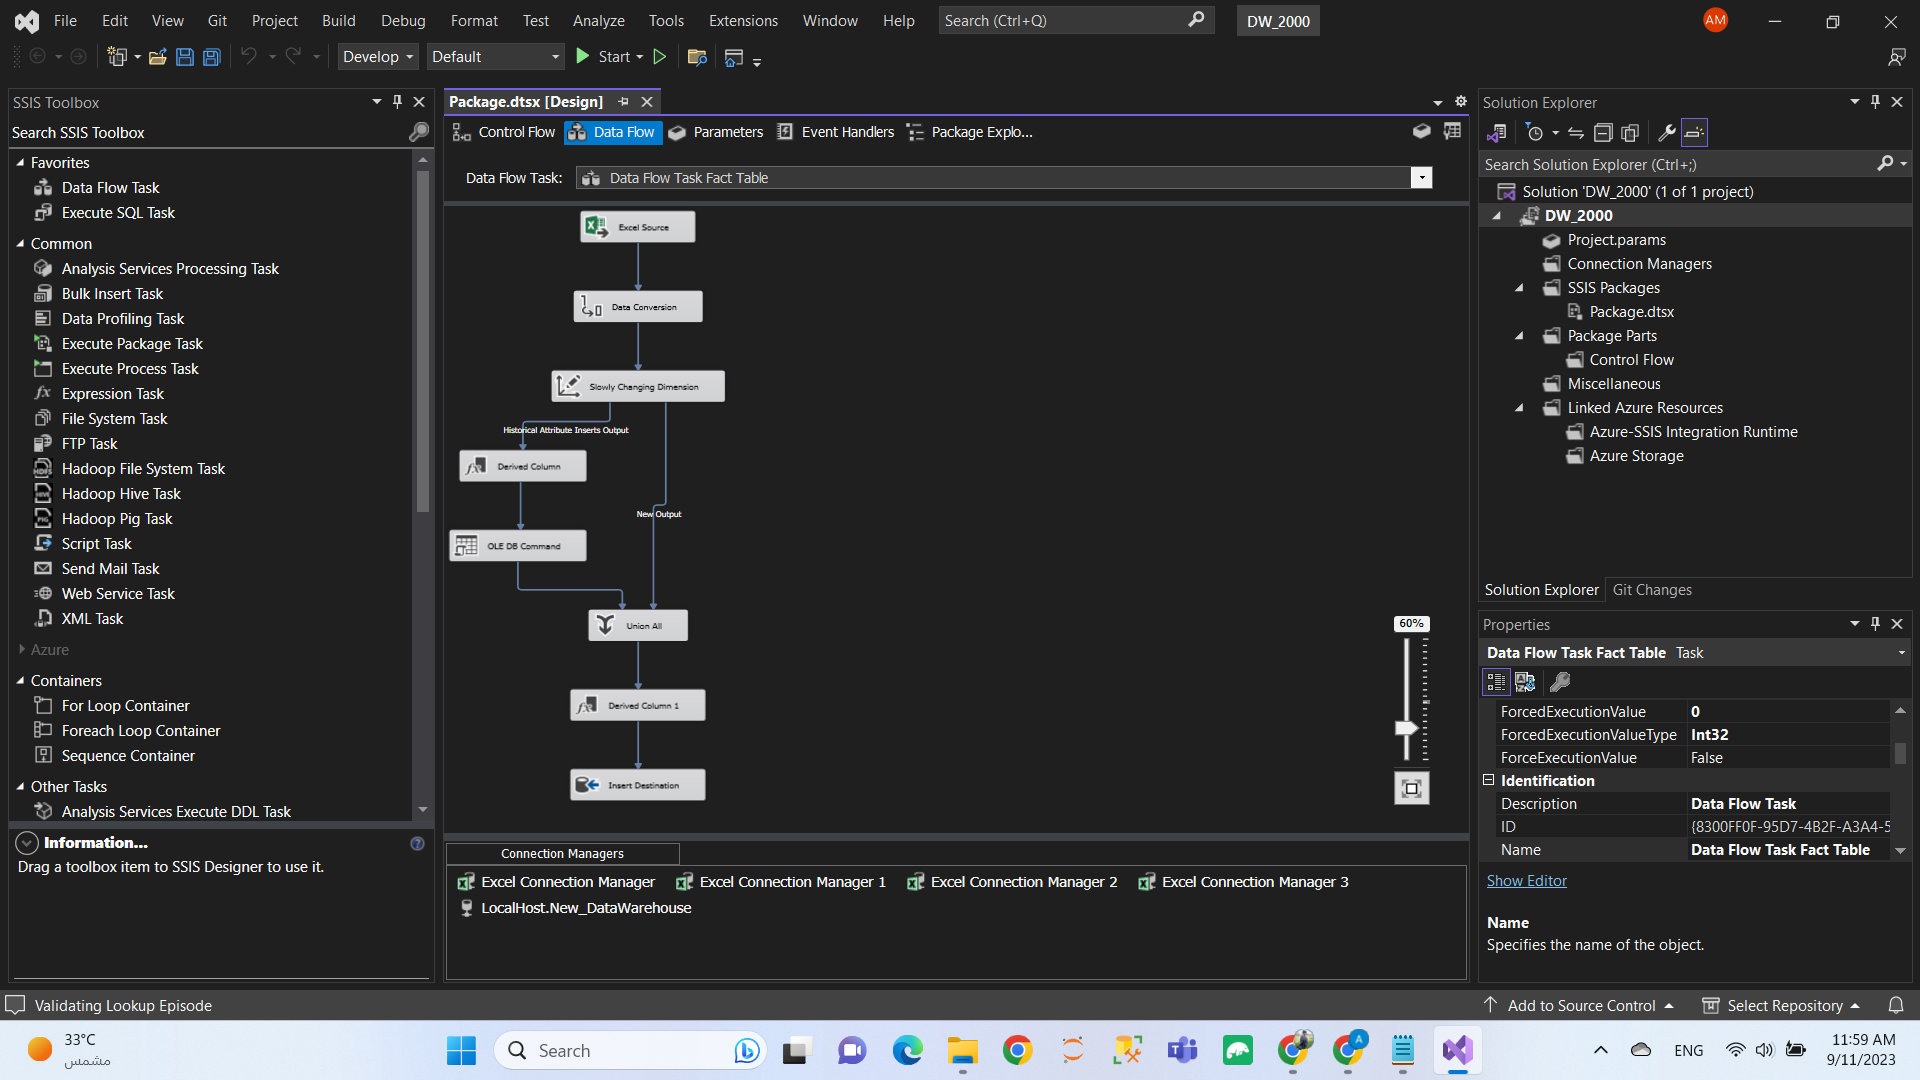 File Edit View Git Project Build Debug Format Test Analyze Tools Extensions Window Help Search (Ctrl+Q) DW_2000 AM
Develop Default Start
SSIS Toolbox
Search SSIS Toolbox
Favorites
Data Flow Task
Execute SQL Task
Common
Analysis Services Processing Task
Bulk Insert Task
Data Profiling Task
Execute Package Task
Execute Process Task
Expression Task
File System Task
FTP Task
Hadoop File System Task
Hadoop Hive Task
Hadoop Pig Task
Script Task
Send Mail Task
Web Service Task
XML Task
Azure
Containers
For Loop Container
Foreach Loop Container
Sequence Container
Other Tasks
Analysis Services Execute DDL Task
Information...
Drag a toolbox item to SSIS Designer to use it.
Package.dtsx [Design]
Control Flow Data Flow Parameters Event Handlers Package Explo...
Data Flow Task: Data Flow Task Fact Table
Excel Source
Data Conversion
Slowly Changing Dimension
Historical Attribute Inserts Output
Derived Column
New Output
OLE DB Command
Union All
Derived Column 1
Insert Destination
60%
Connection Managers
Excel Connection Manager Excel Connection Manager 1 Excel Connection Manager 2 Excel Connection Manager 3
LocalHost.New_DataWarehouse
Solution Explorer
Search Solution Explorer (Ctrl+;)
Solution 'DW_2000' (1 of 1 project)
DW_2000
Project.params
Connection Managers
SSIS Packages
Package.dtsx
Package Parts
Control Flow
Miscellaneous
Linked Azure Resources
Azure-SSIS Integration Runtime
Azure Storage
Solution Explorer Git Changes
Properties
Data Flow Task Fact Table Task
ForcedExecutionValue 0
ForcedExecutionValueType Int32
ForceExecutionValue False
Identification
Description Data Flow Task
ID {8300FF0F-95D7-4B2F-A3A4-5
Name Data Flow Task Fact Table
Show Editor
Name
Specifies the name of the object.
Validating Lookup Episode
Add to Source Control Select Repository
33°C
مشمس
Search
ENG
11:59 AM
9/11/2023